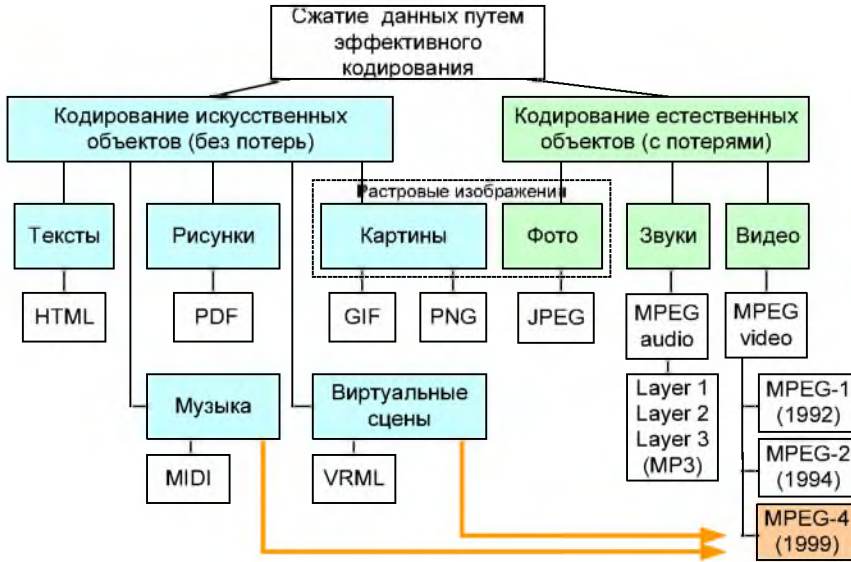 Сжатие данных путем
эффективного
кодирования
Кодирование искусственных
объектов (без потерь)
Кодирование естественных
объектов (с потерями)
Растровые изображения
Тексты
Рисунки
Картины
Фото
Звуки
Видео
HTML
PDF
GIF
PNG
JPEG
MPEG
audio
MPEG
video
Музыка
Виртуальные
сцены
Layer 1
Layer 2
Layer 3
(MP3)
MPEG-1
(1992)
MIDI
VRML
MPEG-2
(1994)
MPEG-4
(1999)